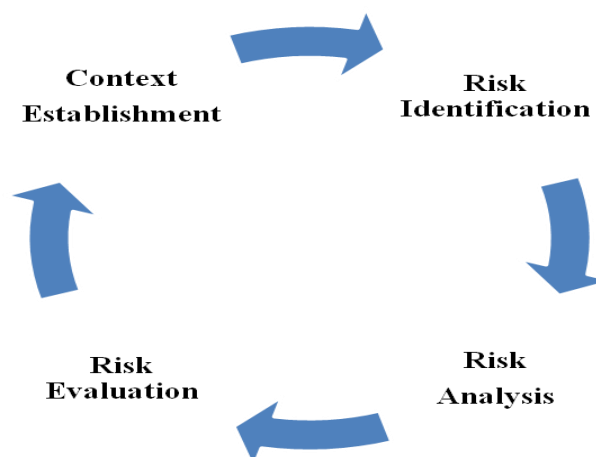 Context
Establishment
Risk
Identification
Risk
Analysis
Risk
Evaluation